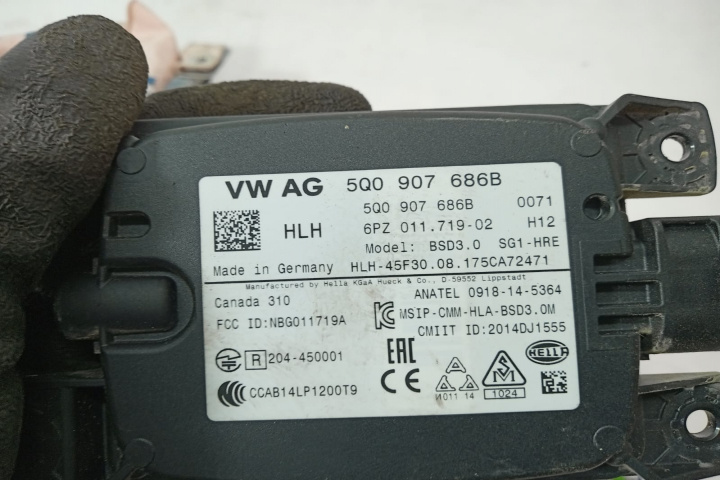 VW AG 5Q0 907 686B
5Q0 907 686B 0071
HLH 6PZ 011.719-02 H12
Model: BSD3.0 SG1-HRE
Made in Germany HLH-45F30.08.175CA72471
Manufactured by Hella KGaA Hueck & Co., D-59552 Lippstadt
Canada 310 ANATEL 0918-14-5364
FCC ID:NBG011719A MSIP-CMM-HLA-BSD3.0M
CMIIT ID:2014DJ1555
R 204-450001 EAC HELLA
CCAB14LP1200T9 CE 011 14 1024